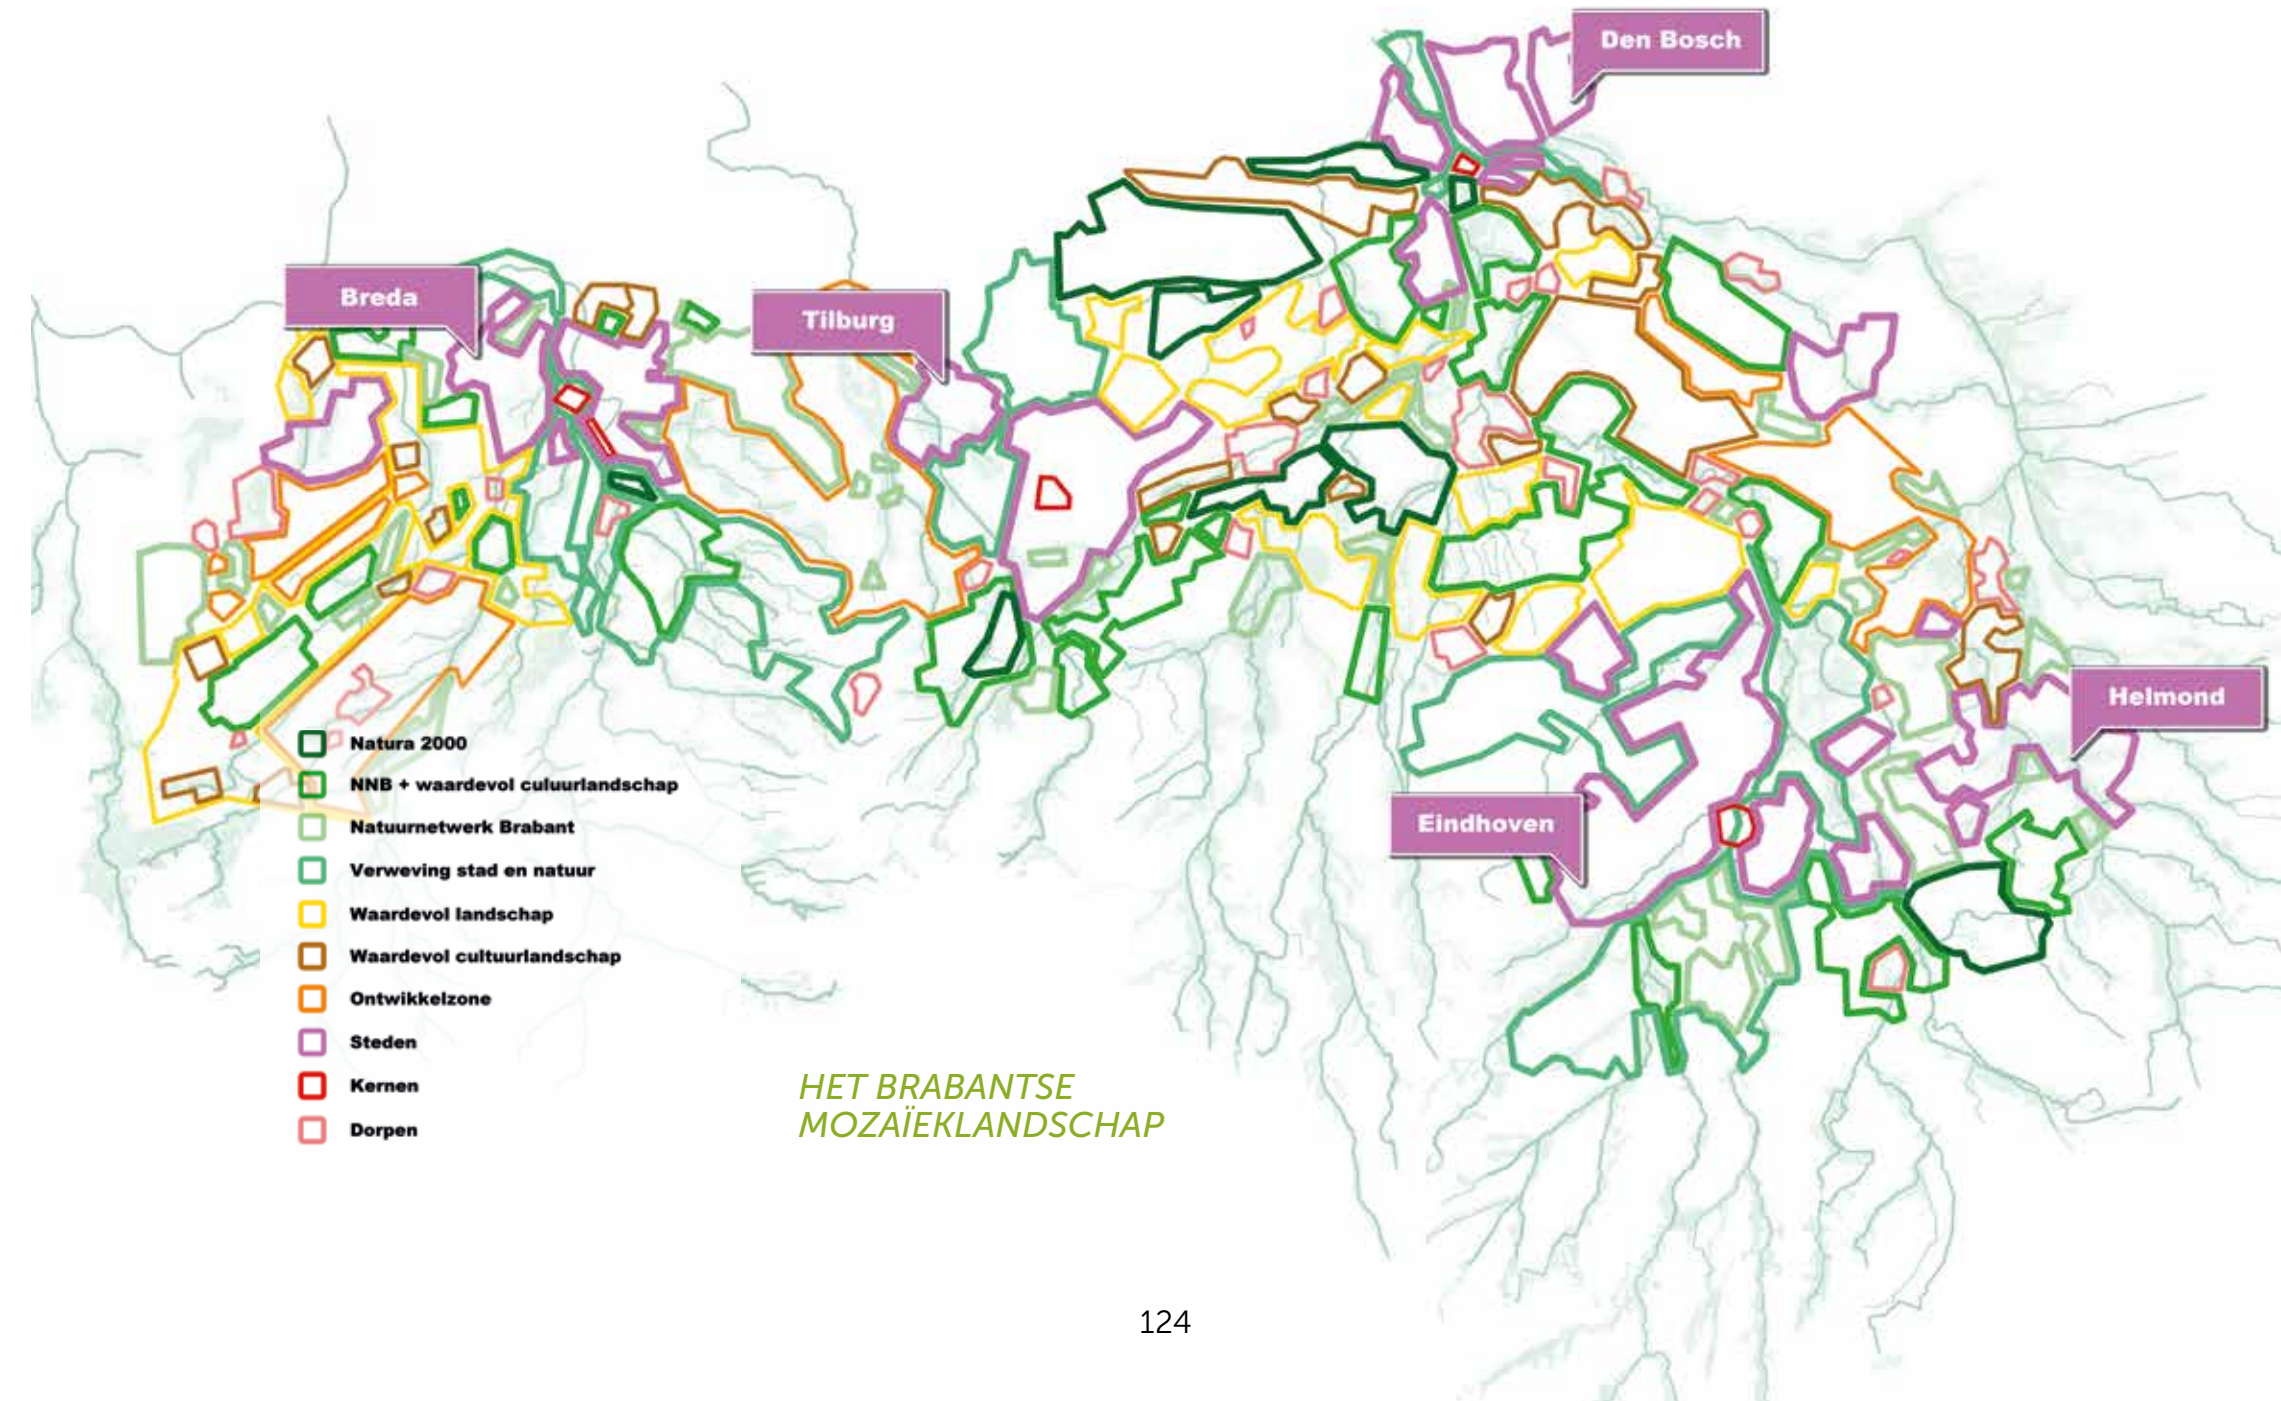 Den Bosch
Breda
Tilburg
Helmond
Eindhoven
Natura 2000
NNB + waardevol culuurlandschap
Natuurnetwerk Brabant
Verweving stad en natuur
Waardevol landschap
Waardevol cultuurlandschap
Ontwikkelzone
Steden
Kernen
Dorpen
HET BRABANTSE
MOZAÏEKLANDSCHAP
124